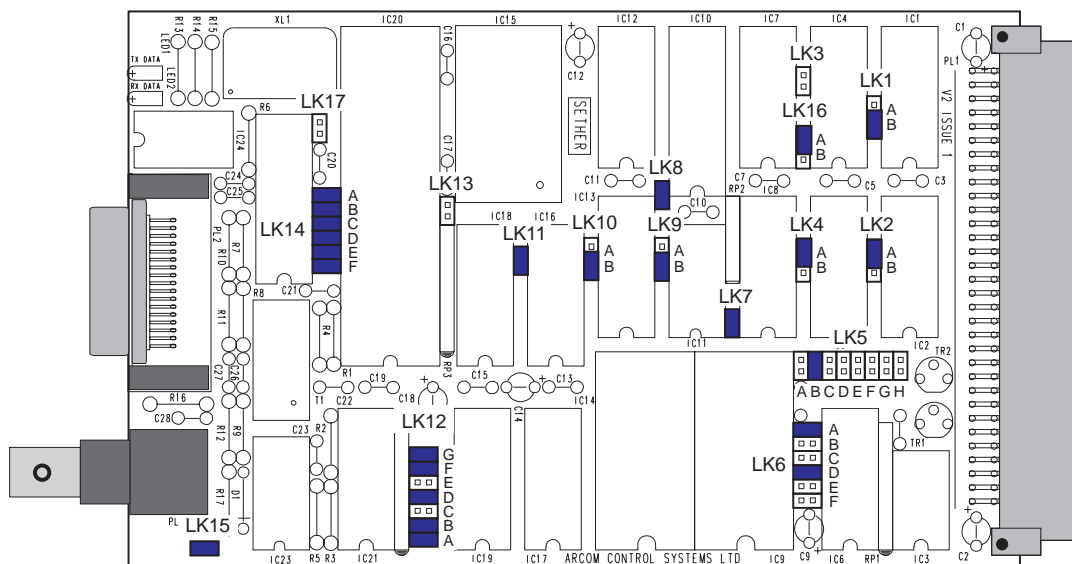 R13
R14
R15
LED1
LED2
TX DATA
RX DATA
XL1
IC20
IC15
C16
C12
IC12
IC10
IC7
IC4
IC1
C1
PL1
LK3
LK1
LK16
A
B
A
B
V2 ISSUE 1
SETHER
LK17
R6
IC24
C20
C17
C24
C25
LK13
LK8
C11
IC13
C10
RP2
C7
IC8
C5
C3
LK14
A
B
C
D
E
F
PL2
R10
R7
IC18
IC16
LK11
LK10
A
B
LK9
A
B
LK4
A
B
LK2
A
B
LK7
C21
R8
R11
R4
IC11
LK5
IC2
TR2
A B C D E F G H
RP3
R1
C27
C26
T1
C22
C19
C18
C15
C14
C13
IC14
R16
C28
R12
R9
C23
R2
LK12
G
F
E
D
C
B
A
LK6
A
B
C
D
E
F
TR1
R17
D1
PL
LK15
IC23
R5
R3
IC21
IC19
IC17
ARCOM CONTROL SYSTEMS LTD
IC9
C9
IC6
RP1
IC3
C2